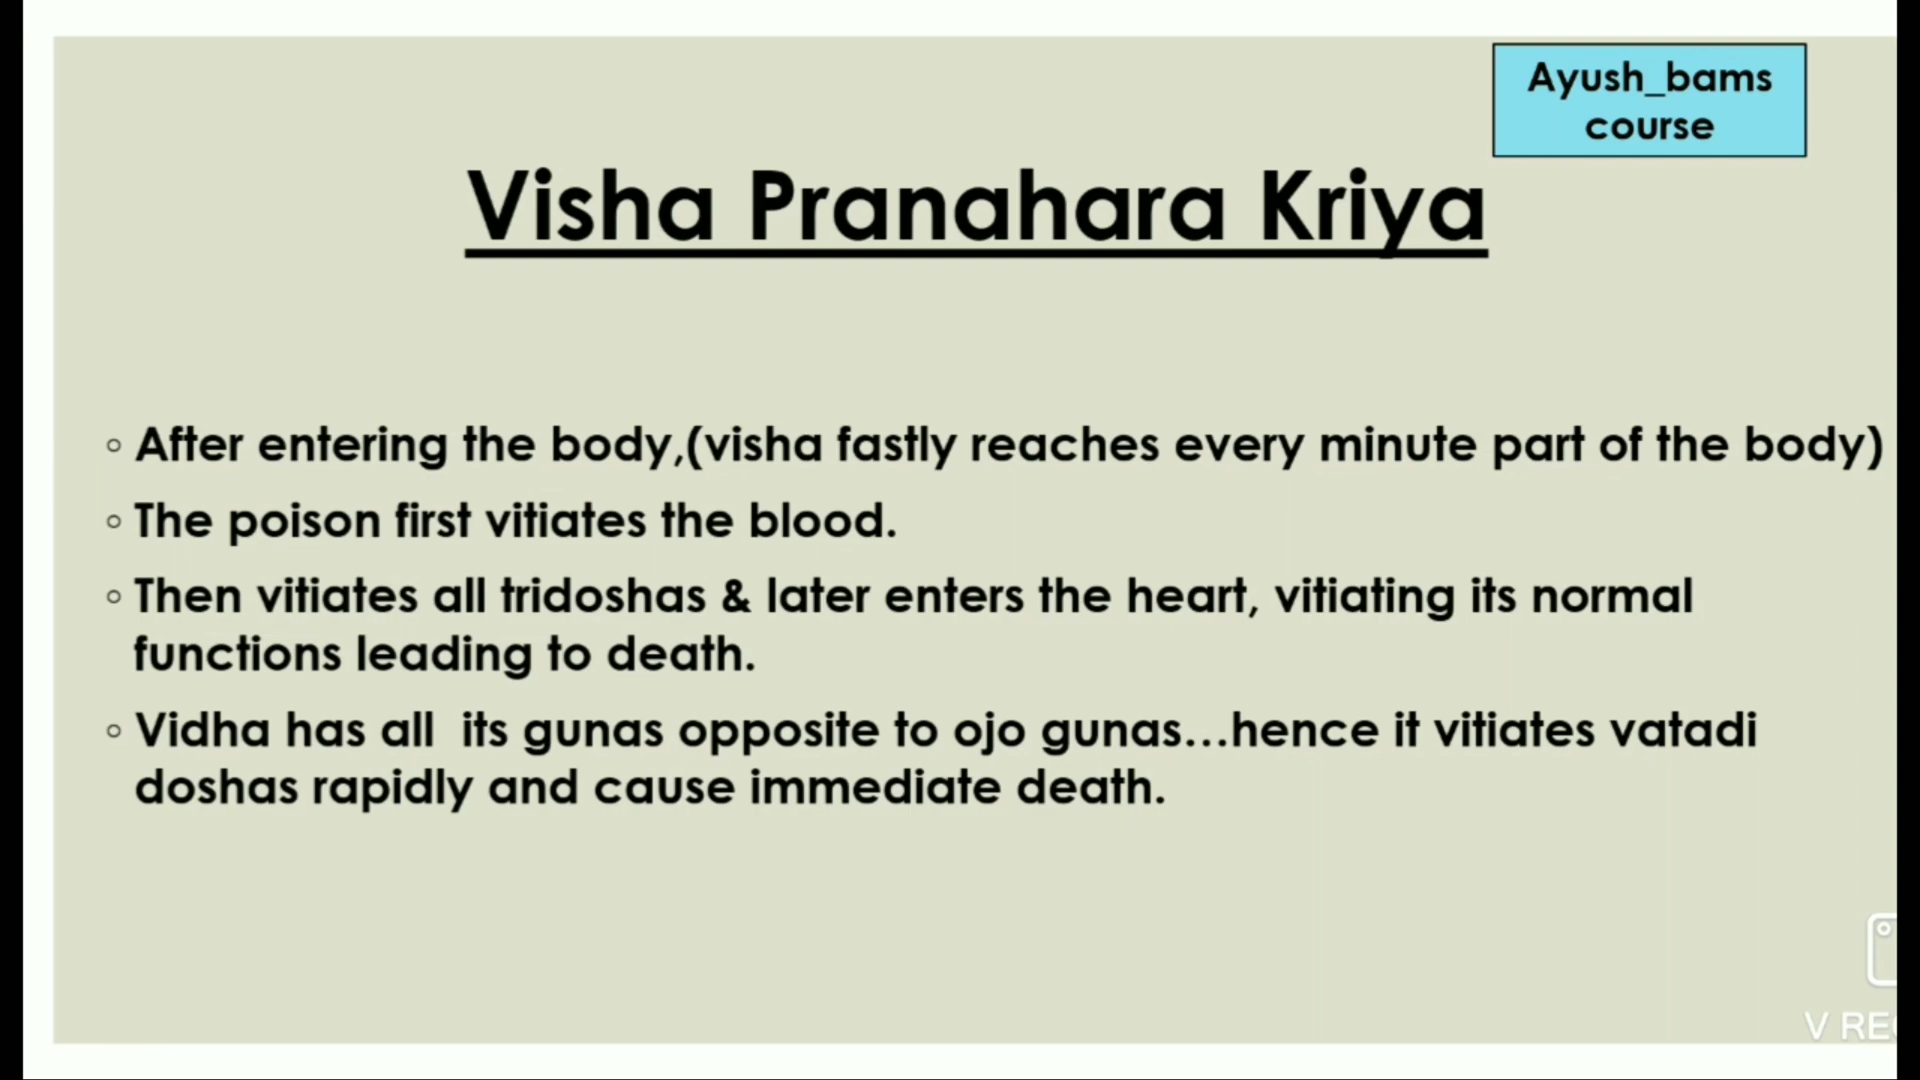 Ayush_bams
course
Visha Pranahara Kriya
After entering the body,(visha fastly reaches every minute part of the body)
The poison first vitiates the blood.
Then vitiates all tridoshas & later enters the heart, vitiating its normal
functions leading to death.
Vidha has all its gunas opposite to ojo gunas...hence it vitiates vatadi
doshas rapidly and cause immediate death.
V RE